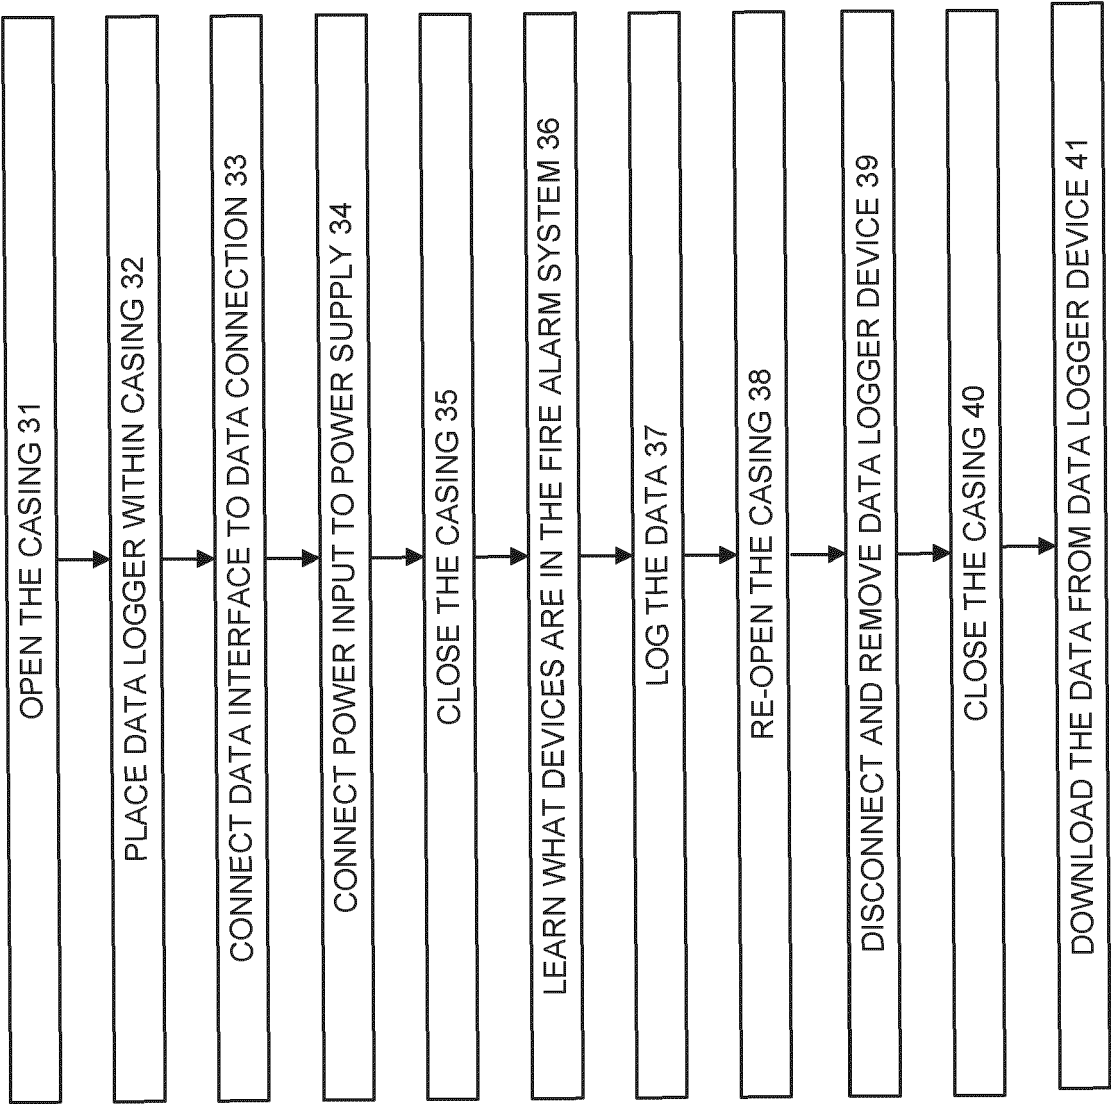 OPEN THE CASING 31
PLACE DATA LOGGER WITHIN CASING 32
CONNECT DATA INTERFACE TO DATA CONNECTION 33
CONNECT POWER INPUT TO POWER SUPPLY 34
CLOSE THE CASING 35
LEARN WHAT DEVICES ARE IN THE FIRE ALARM SYSTEM 36
LOG THE DATA 37
RE-OPEN THE CASING 38
DISCONNECT AND REMOVE DATA LOGGER DEVICE 39
CLOSE THE CASING 40
DOWNLOAD THE DATA FROM DATA LOGGER DEVICE 41